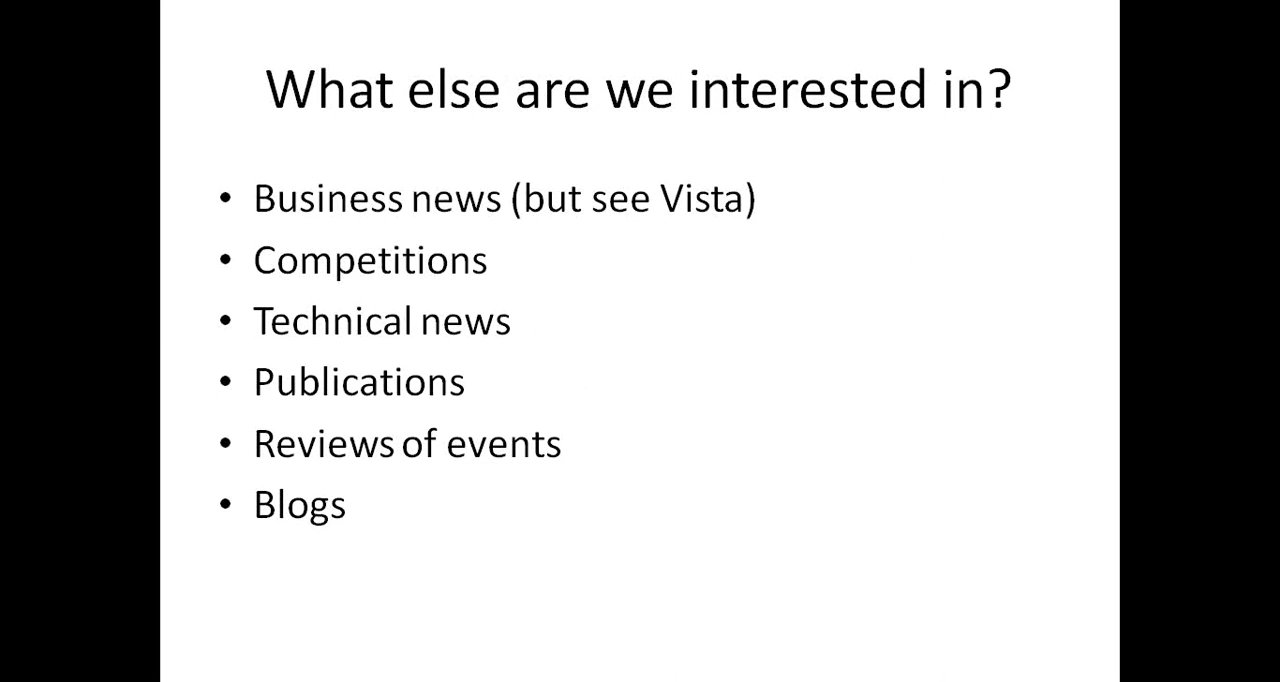 What else are we interested in?
• Business news (but see Vista)
• Competitions
• Technical news
• Publications
• Reviews of events
• Blogs